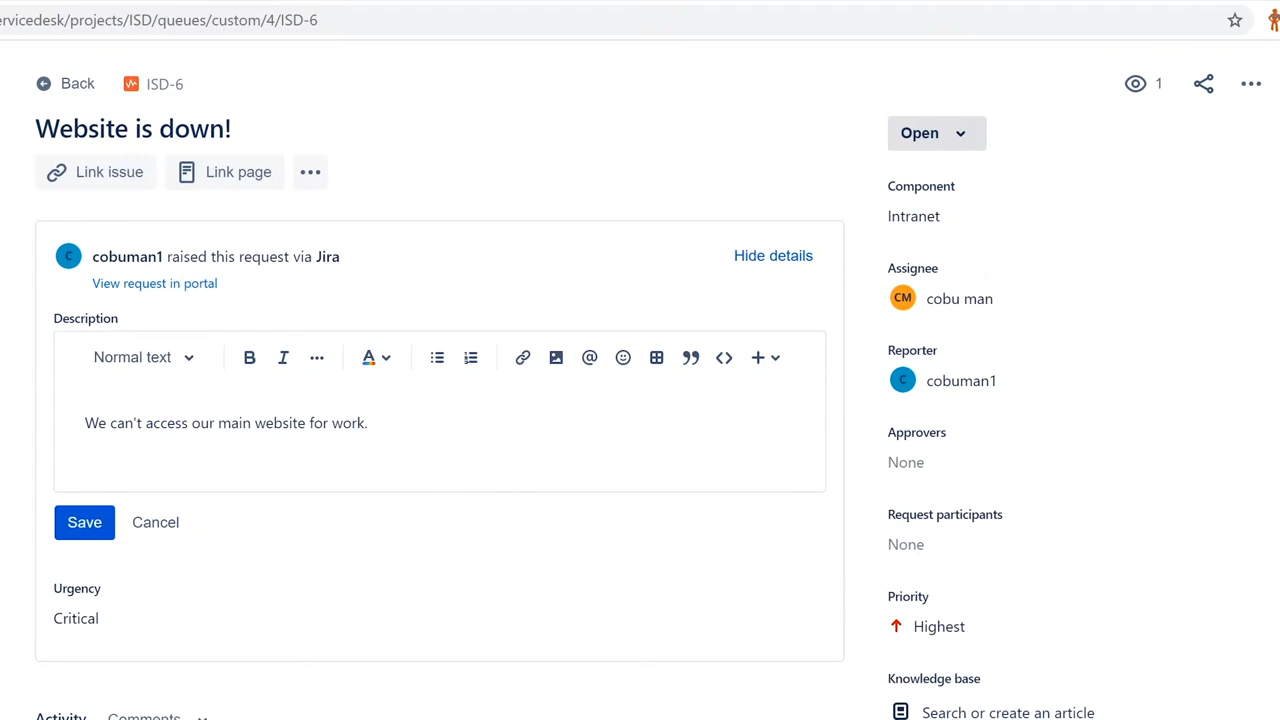 ervicedesk/projects/ISD/queues/custom/4/ISD-6
Back ISD-6
1
Website is down!
Link issue Link page
cobuman1 raised this request via Jira
Hide details
View request in portal
Description
Normal text
We can't access our main website for work.
Save Cancel
Urgency
Critical
Activity Comments
Open
Component
Intranet
Assignee
CM cobu man
Reporter
C cobuman1
Approvers
None
Request participants
None
Priority
Highest
Knowledge base
Search or create an article